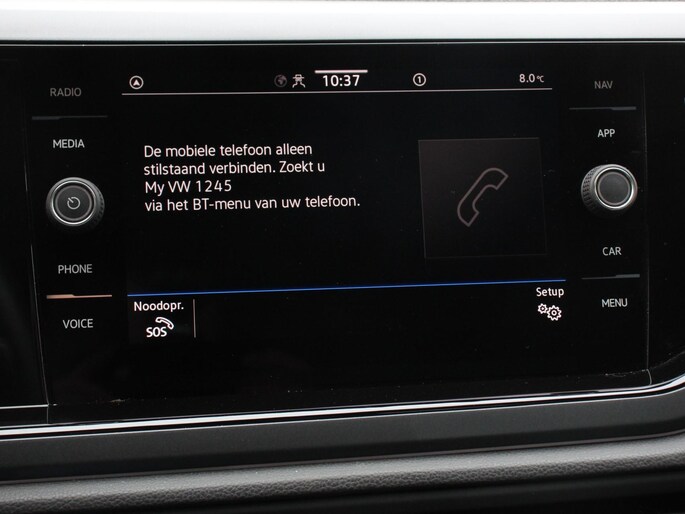 RADIO
MEDIA
PHONE
VOICE
10:37
1
8.0°C
De mobiele telefoon alleen
stilstaand verbinden. Zoekt u
My VW 1245
via het BT-menu van uw telefoon.
Noodopr.
SOS
Setup
NAV
APP
CAR
MENU